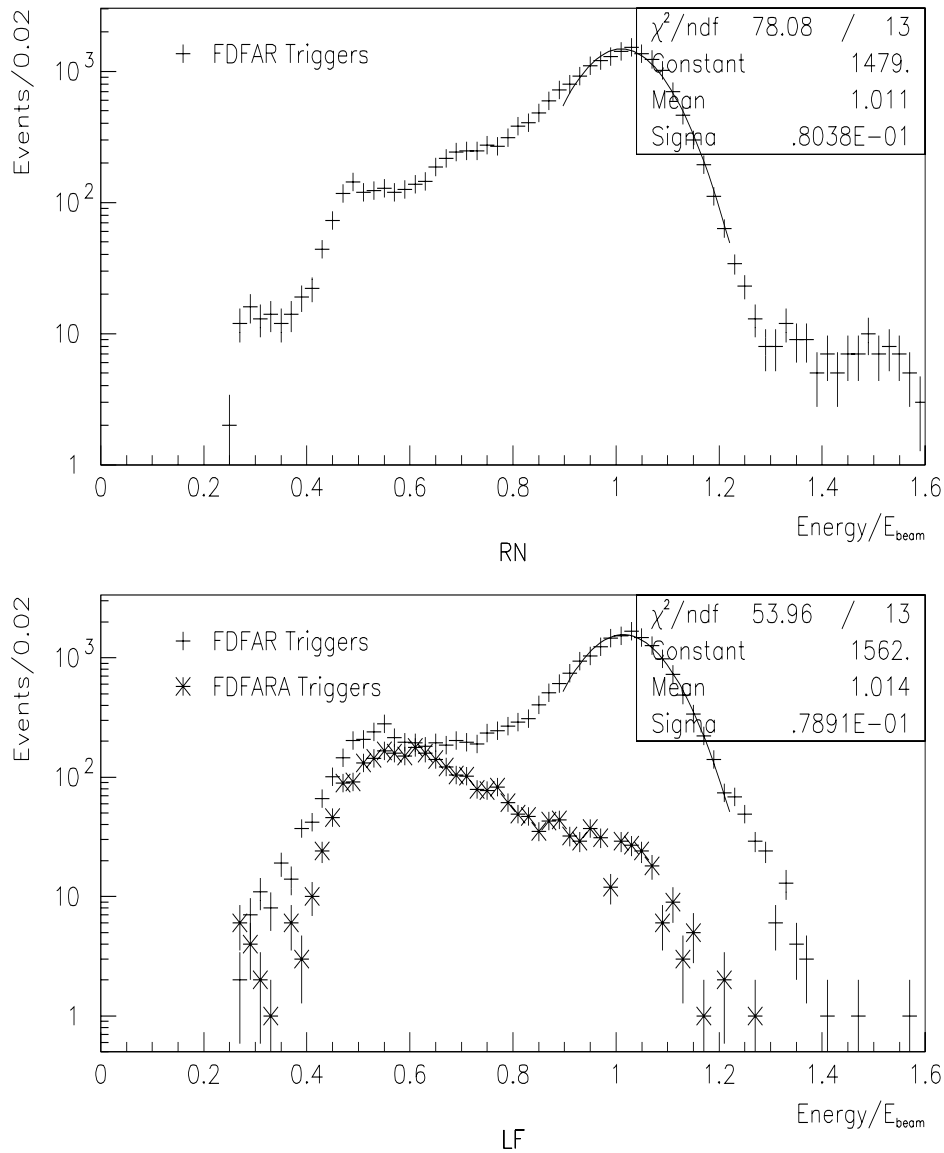 Events/0.02
10³
10²
10
1
FDFAR Triggers
χ²/ndf 78.08 / 13
Constant 1479.
Mean 1.011
Sigma .8038E-01
0 0.2 0.4 0.6 0.8 1 1.2 1.4 1.6
Energy/E_beam
RN
Events/0.02
10³
10²
10
1
FDFAR Triggers
FDFARA Triggers
χ²/ndf 53.96 / 13
Constant 1562.
Mean 1.014
Sigma .7891E-01
0 0.2 0.4 0.6 0.8 1 1.2 1.4 1.6
Energy/E_beam
LF